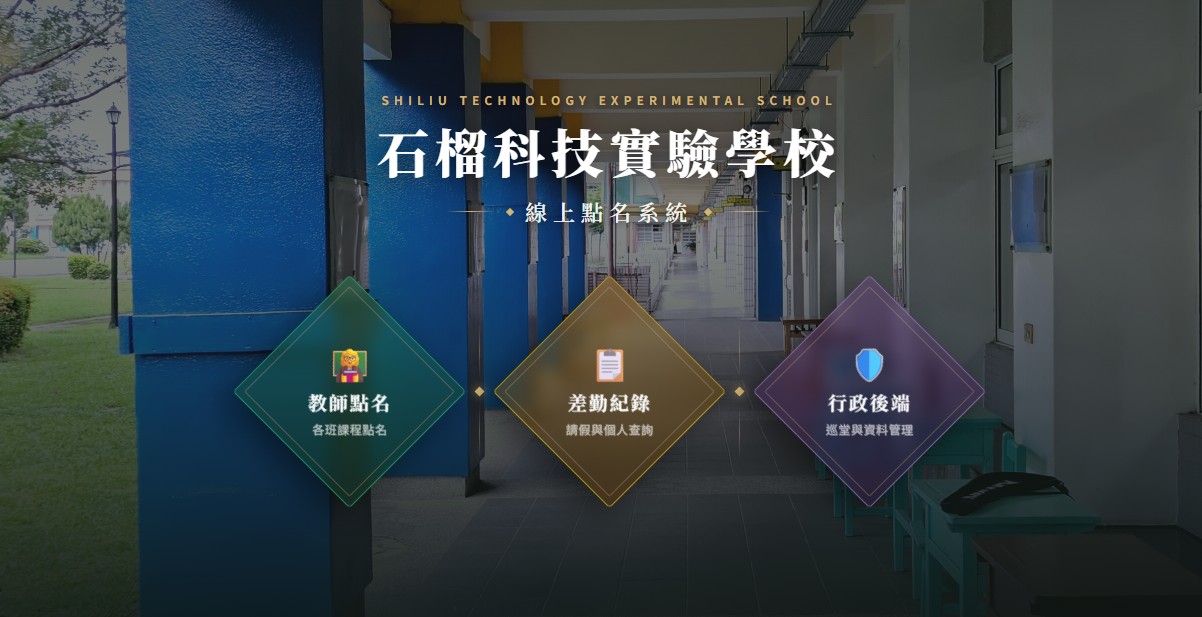 SHILIU TECHNOLOGY EXPERIMENTAL SCHOOL
石榴科技實驗學校
線上點名系統
教師點名
各班課程點名
差勤紀錄
請假與個人查詢
行政後端
巡堂與資料管理